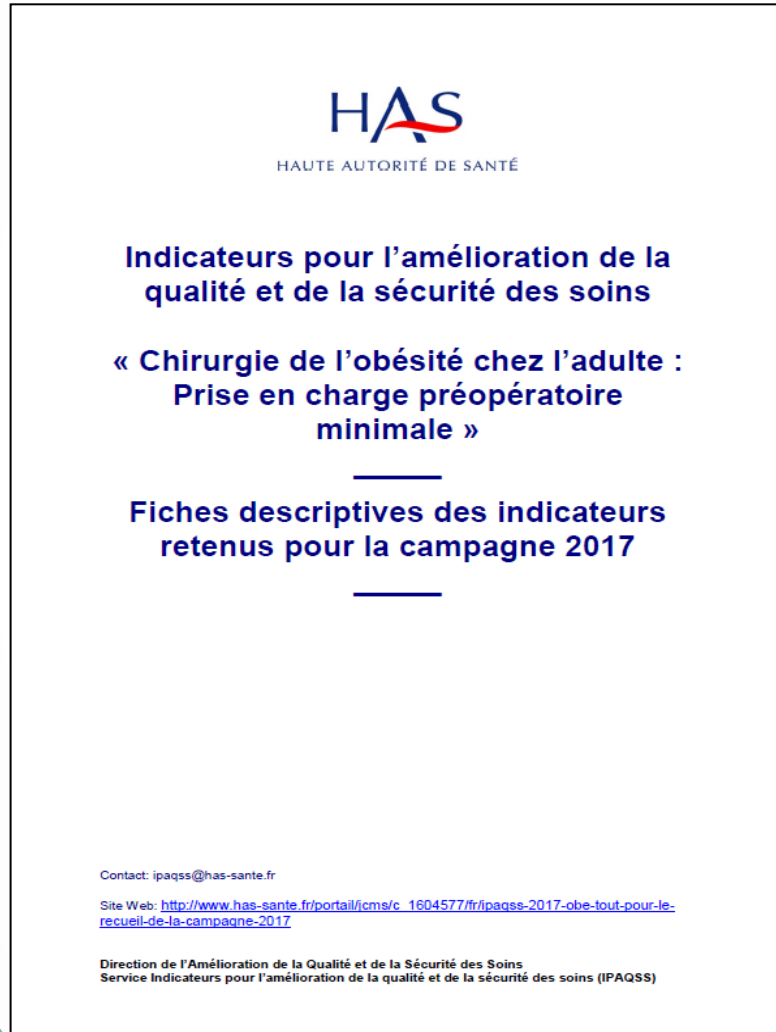 HAS
HAUTE AUTORITÉ DE SANTÉ
Indicateurs pour l'amélioration de la
qualité et de la sécurité des soins
« Chirurgie de l'obésité chez l'adulte :
Prise en charge préopératoire
minimale »
Fiches descriptives des indicateurs
retenus pour la campagne 2017
Contact: ipaqss@has-sante.fr
Site Web: http://www.has-sante.fr/portail/jcms/c_1604577/fr/ipaqss-2017-obe-tout-pour-le-
recueil-de-la-campagne-2017
Direction de l'Amélioration de la Qualité et de la Sécurité des Soins
Service Indicateurs pour l'amélioration de la qualité et de la sécurité des soins (IPAQSS)